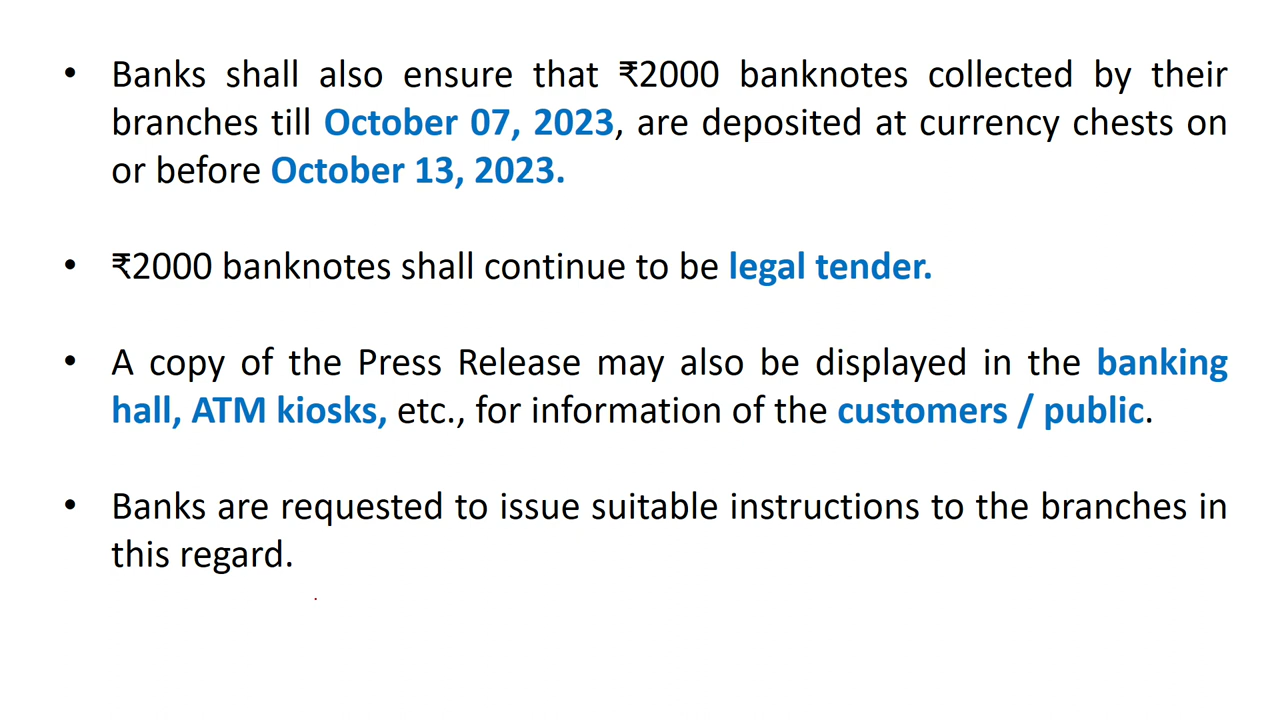 • Banks shall also ensure that ₹2000 banknotes collected by their
branches till October 07, 2023, are deposited at currency chests on
or before October 13, 2023.
• ₹2000 banknotes shall continue to be legal tender.
• A copy of the Press Release may also be displayed in the banking
hall, ATM kiosks, etc., for information of the customers / public.
• Banks are requested to issue suitable instructions to the branches in
this regard.